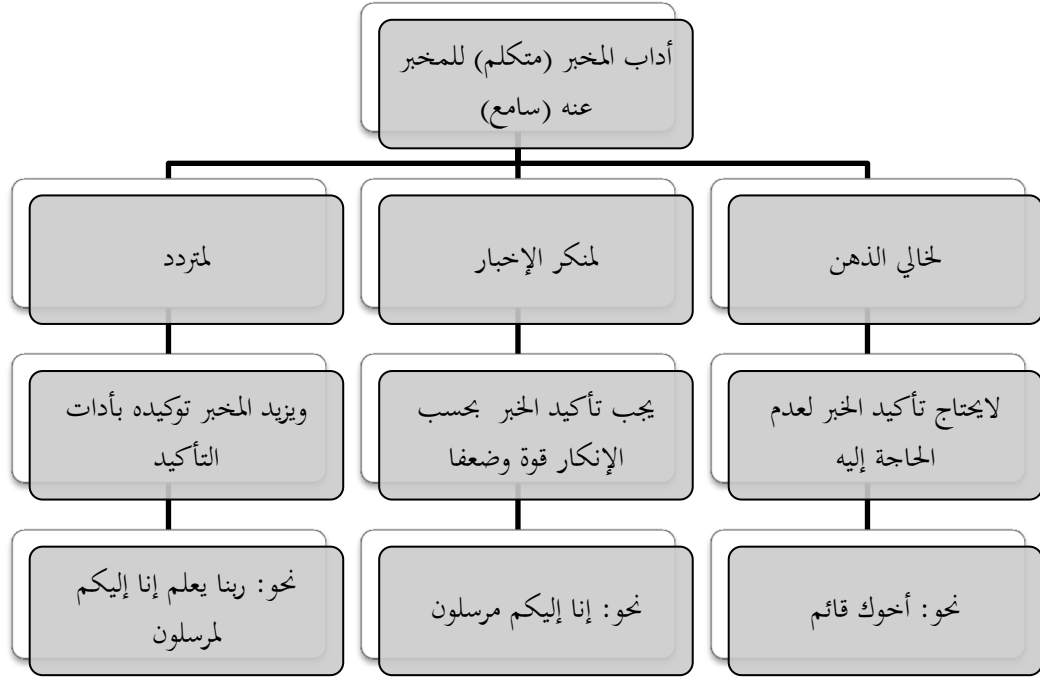 أداب المخبر (متكلم) للمخبر
عنه (سامع)
لخالي الذهن
لمنكر الإخبار
لمتردد
لايحتاج تأكيد الخبر لعدم
الحاجة إليه
يجب تأكيد الخبر بحسب
الإنكار قوة وضعفا
ويزيد المخبر توكيده بأدات
التأكيد
نحو: أخوك قائم
نحو: إنا إليكم مرسلون
نحو: ربنا يعلم إنا إليكم
لمرسلون